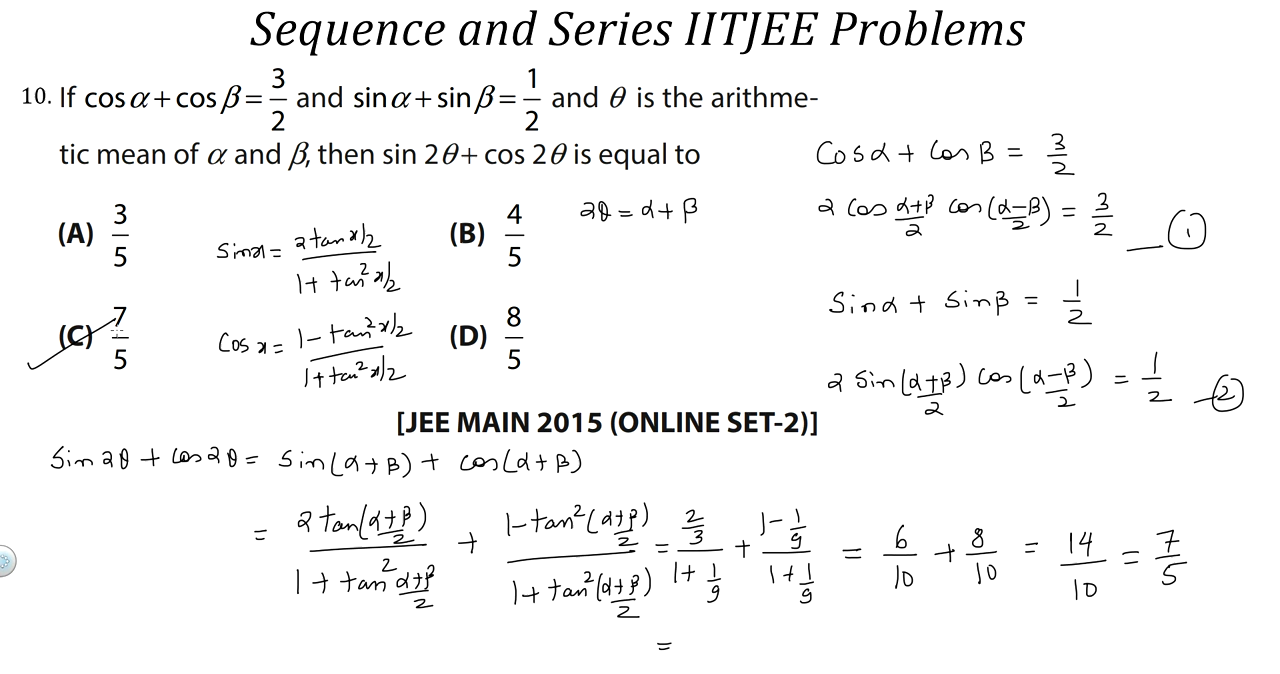 Sequence and Series IITJEE Problems
10. If cos α + cos β = 3/2 and sin α + sin β = 1/2 and θ is the arithme-
tic mean of α and β, then sin 2θ + cos 2θ is equal to
(A) 3/5
(B) 4/5
(C) 7/5
(D) 8/5
[JEE MAIN 2015 (ONLINE SET-2)]
sin x = (2 tan x/2)/(1 + tan² x/2)
Cos x = (1 - tan² x/2)/(1 + tan² x/2)
2θ = α + β
Cos α + Cos β = 3/2
2 Cos (α+β)/2 Cos ((α-β)/2) = 3/2 — ①
Sin α + Sin β = 1/2
2 Sin ((α+β)/2) Cos ((α-β)/2) = 1/2 — ②
Sin 2θ + Cos 2θ = Sin(α + β) + Cos(α + β)
= (2 tan((α+β)/2))/(1 + tan² (α+β)/2) + (1 - tan²((α+β)/2))/(1 + tan²((α+β)/2)) = (2/3)/(1 + 1/9) + (1 - 1/9)/(1 + 1/9) = 6/10 + 8/10 = 14/10 = 7/5
=